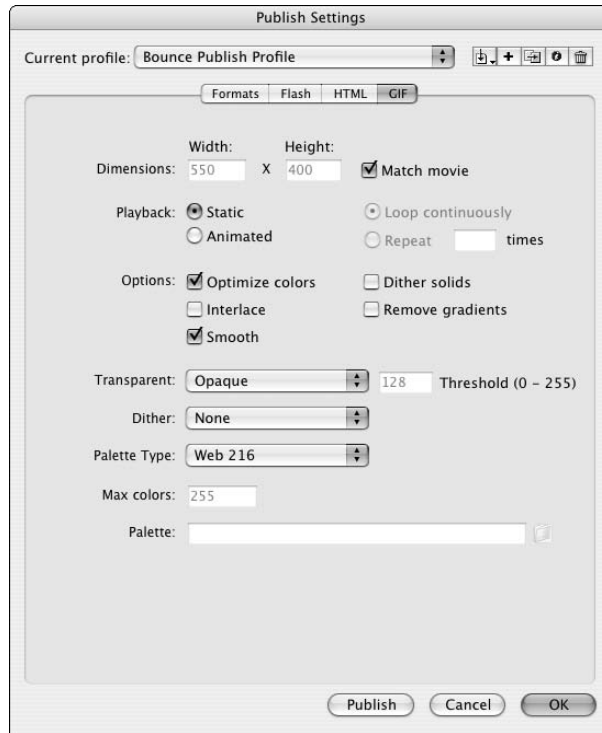 Publish Settings
Current profile: Bounce Publish Profile
Formats Flash HTML GIF
Width: Height:
Dimensions: 550 X 400 Match movie
Playback: Static Loop continuously
Animated Repeat times
Options: Optimize colors Dither solids
Interlace Remove gradients
Smooth
Transparent: Opaque 128 Threshold (0 – 255)
Dither: None
Palette Type: Web 216
Max colors: 255
Palette:
Publish Cancel OK